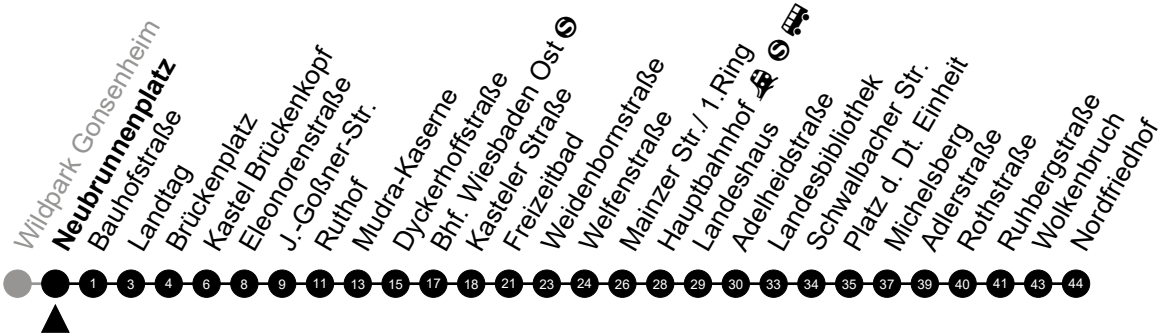 Wildpark Gonsenheim
Neubrunnenplatz
Bauhofstraße
Landtag
Brückenplatz
Kastel Brückenkopf
Eleonorenstraße
J.-Goßner-Str.
Ruthof
Mudra-Kaserne
Dyckerhoffstraße
Bhf. Wiesbaden Ost S
Kasteler Straße
Freizeitbad
Weidenbornstraße
Welfenstraße
Mainzer Str./ 1.Ring
Hauptbahnhof S
Landeshaus
Adelheidstraße
Landesbibliothek
Schwalbacher Str.
Platz d. Dt. Einheit
Michelsberg
Adlerstraße
Rothstraße
Ruhbergstraße
Wolkenbruch
Nordfriedhof
1 3 4 6 8 9 11 13 15 17 18 21 23 24 26 28 29 30 33 34 35 37 39 40 41 43 44